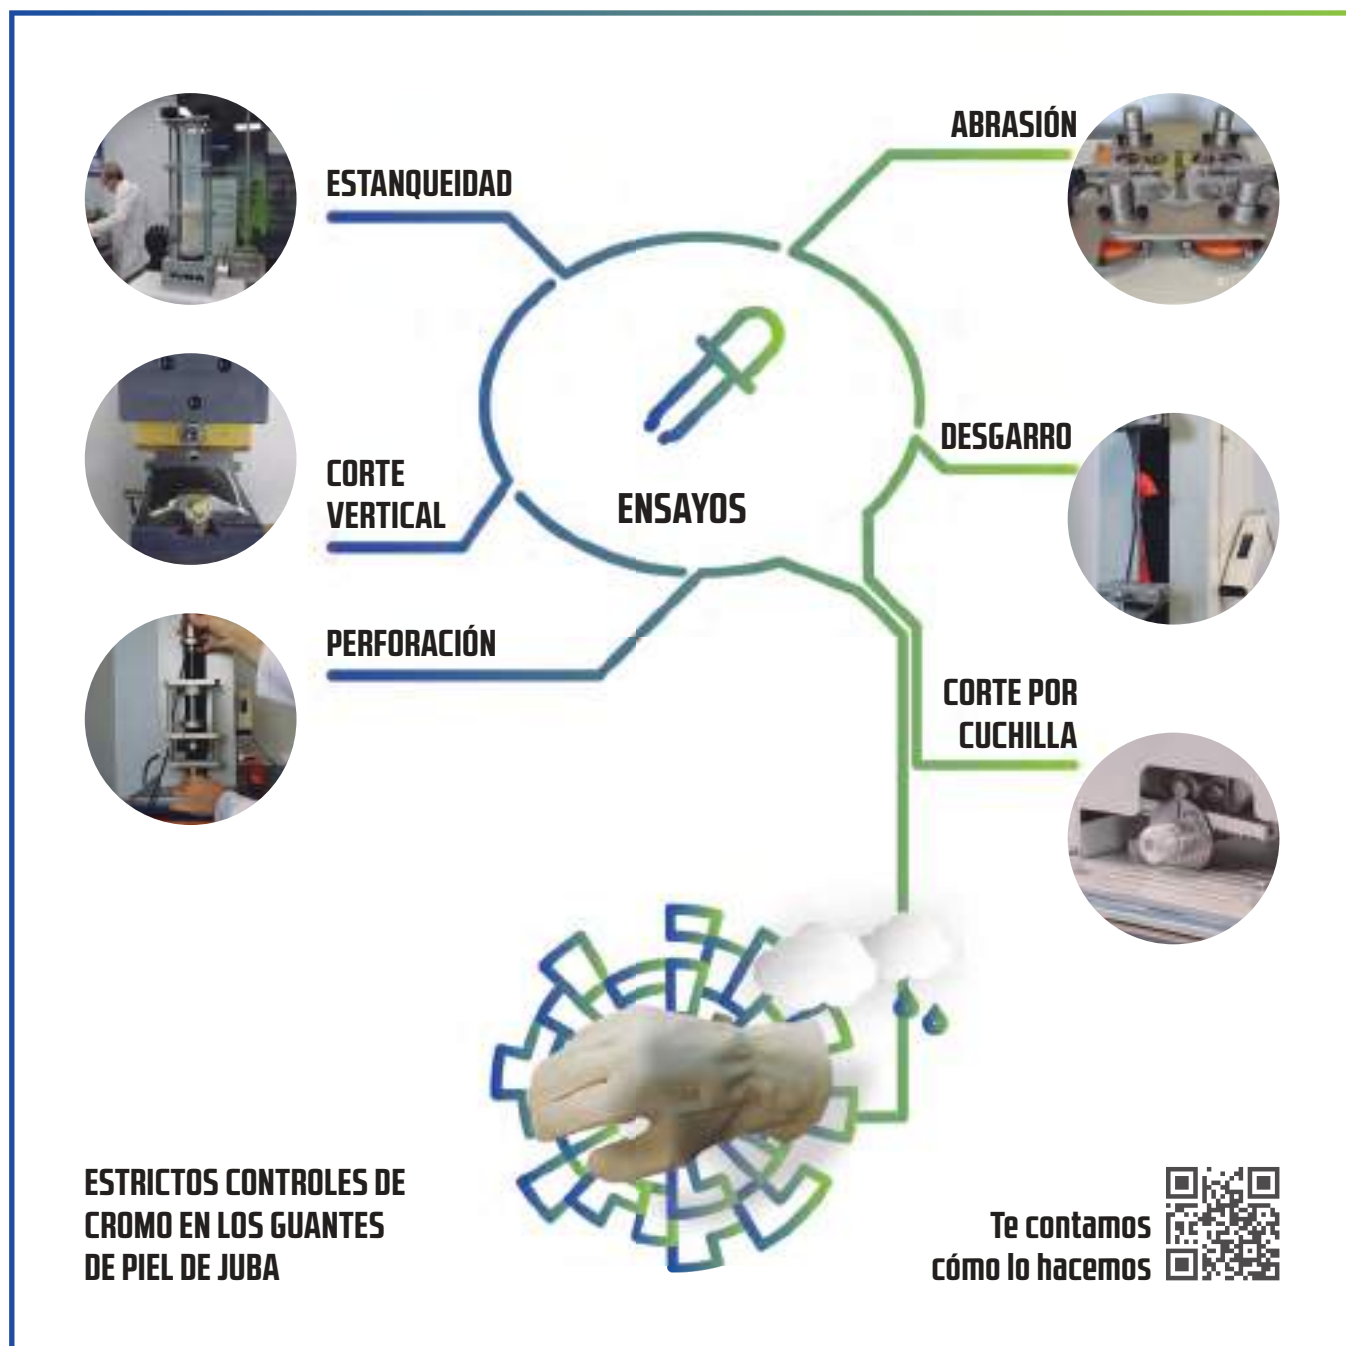 ESTANQUEIDAD
CORTE
VERTICAL
PERFORACIÓN
ENSAYOS
ABRASIÓN
DESGARRO
CORTE POR
CUCHILLA
ESTRICTOS CONTROLES DE
CROMO EN LOS GUANTES
DE PIEL DE JUBA
Te contamos
cómo lo hacemos